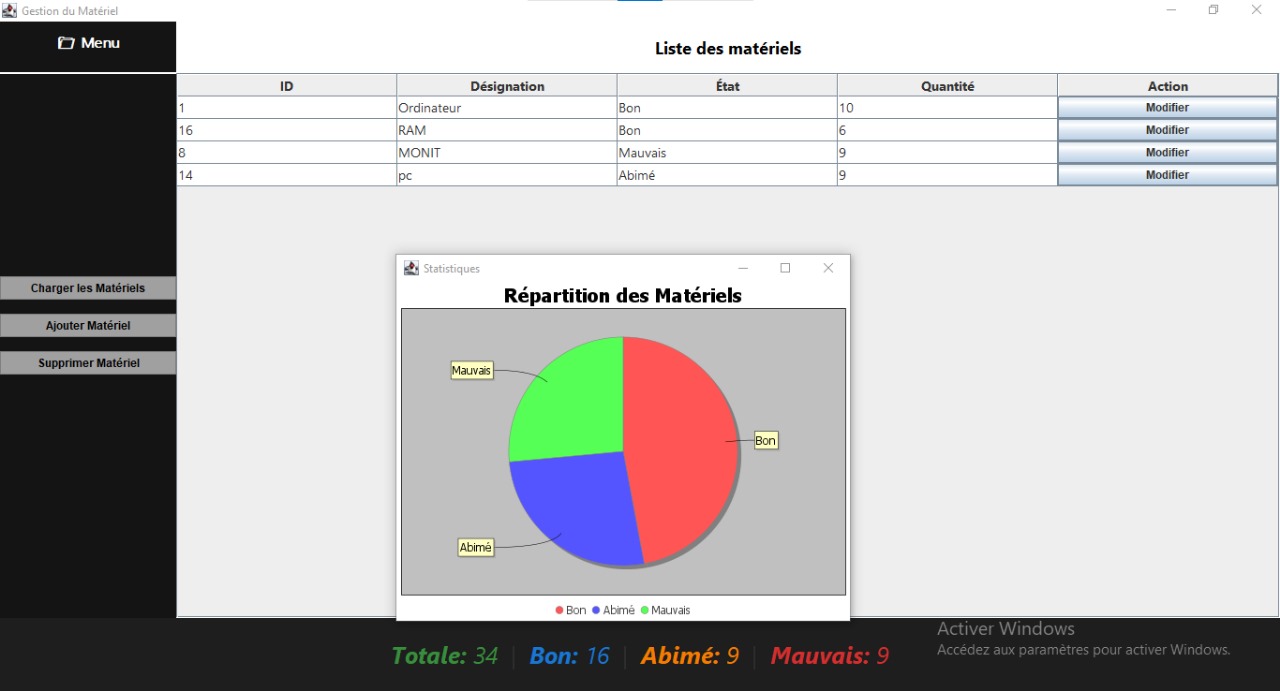 Gestion du Matériel
Menu
Liste des matériels
ID Désignation État Quantité Action
1 Ordinateur Bon 10 Modifier
16 RAM Bon 6 Modifier
8 MONIT Mauvais 9 Modifier
14 pc Abimé 9 Modifier
Charger les Matériels
Ajouter Matériel
Supprimer Matériel
Statistiques
Répartition des Matériels
Mauvais
Bon
Abimé
Bon Abimé Mauvais
Totale: 34 | Bon: 16 | Abimé: 9 | Mauvais: 9
Activer Windows
Accédez aux paramètres pour activer Windows.